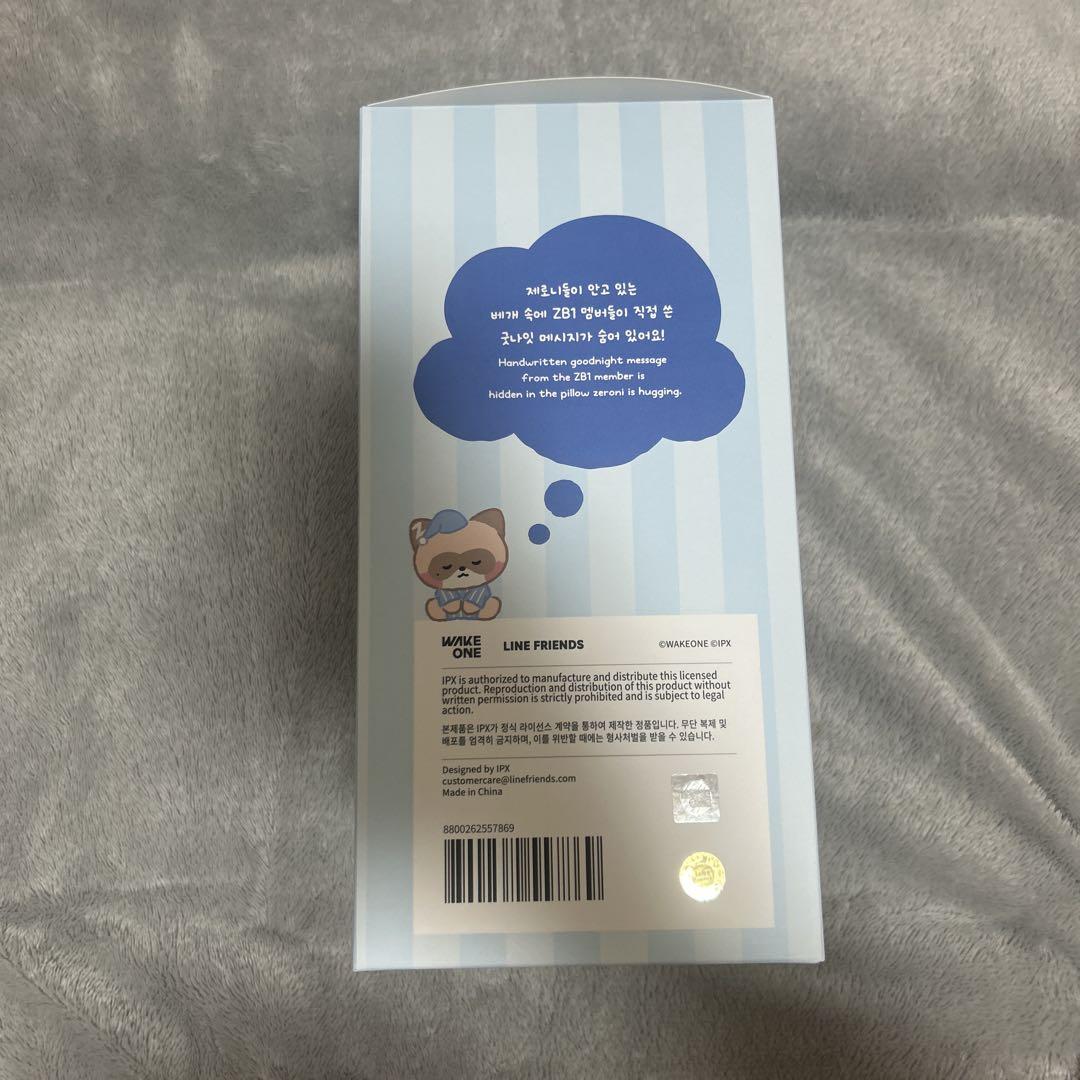 제로니들이 안고 있는
베개 속에 ZB1 멤버들이 직접 쓴
굿나잇 메시지가 숨어 있어요!
Handwritten goodnight message
from the ZB1 member is
hidden in the pillow zeroni is hugging.
WAKE
ONE
LINE FRIENDS
©WAKEONE ©IPX
IPX is authorized to manufacture and distribute this licensed
product. Reproduction and distribution of this product without
written permission is strictly prohibited and is subject to legal
action.
본제품은 IPX가 정식 라이선스 계약을 통하여 제작한 정품입니다. 무단 복제 및
배포를 엄격히 금지하며, 이를 위반할 때에는 형사처벌을 받을 수 있습니다.
Designed by IPX
customercare@linefriends.com
Made in China
8800262557869